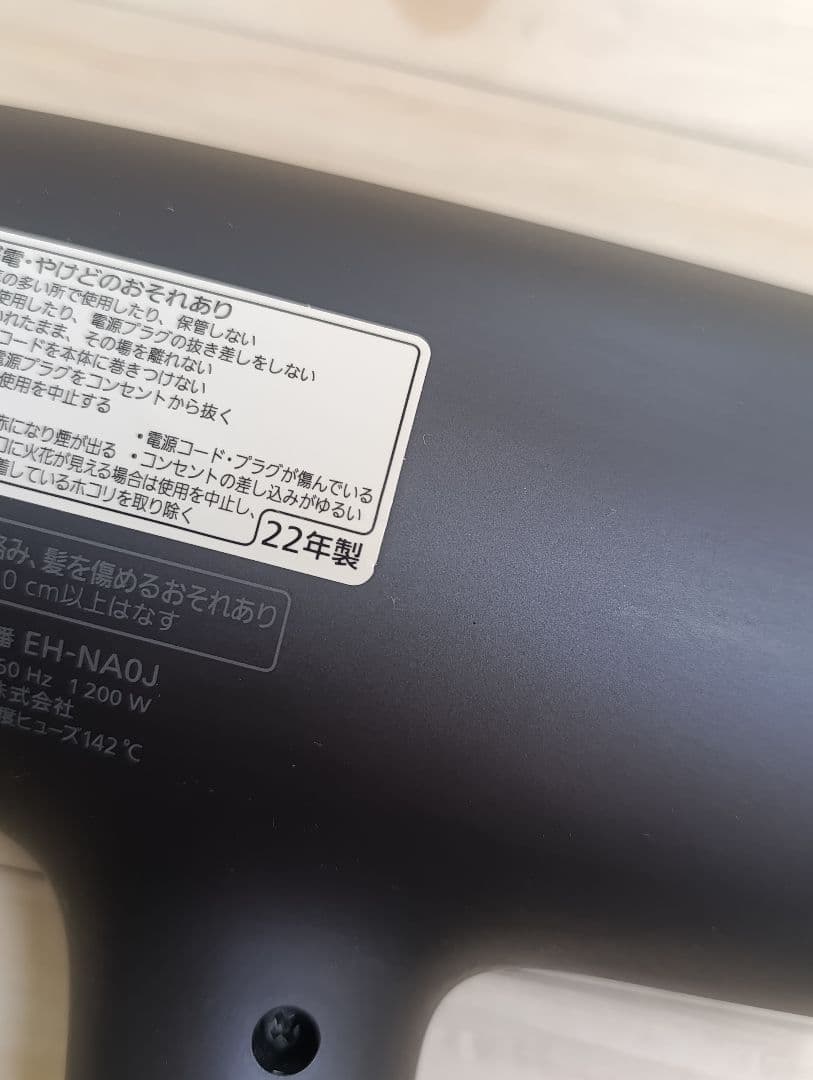 電・やけどのおそれあり
の多い所で使用したり、保管しない
使用したり、電源プラグの抜き差しをしない
れたまま、その場を離れない
コードを本体に巻きつけない
電源プラグをコンセントから抜く
使用を中止する
赤になり煙が出る ・電源コード・プラグが傷んでいる
口に火花が見える場合は使用を中止し、・コンセントの差し込みがゆるい
着しているホコリを取り除く
22年製
絡み、髪を傷めるおそれあり
0 cm以上はなす
番 EH-NA0J
60 Hz 1 200 W
株式会社
度ヒューズ142 ℃